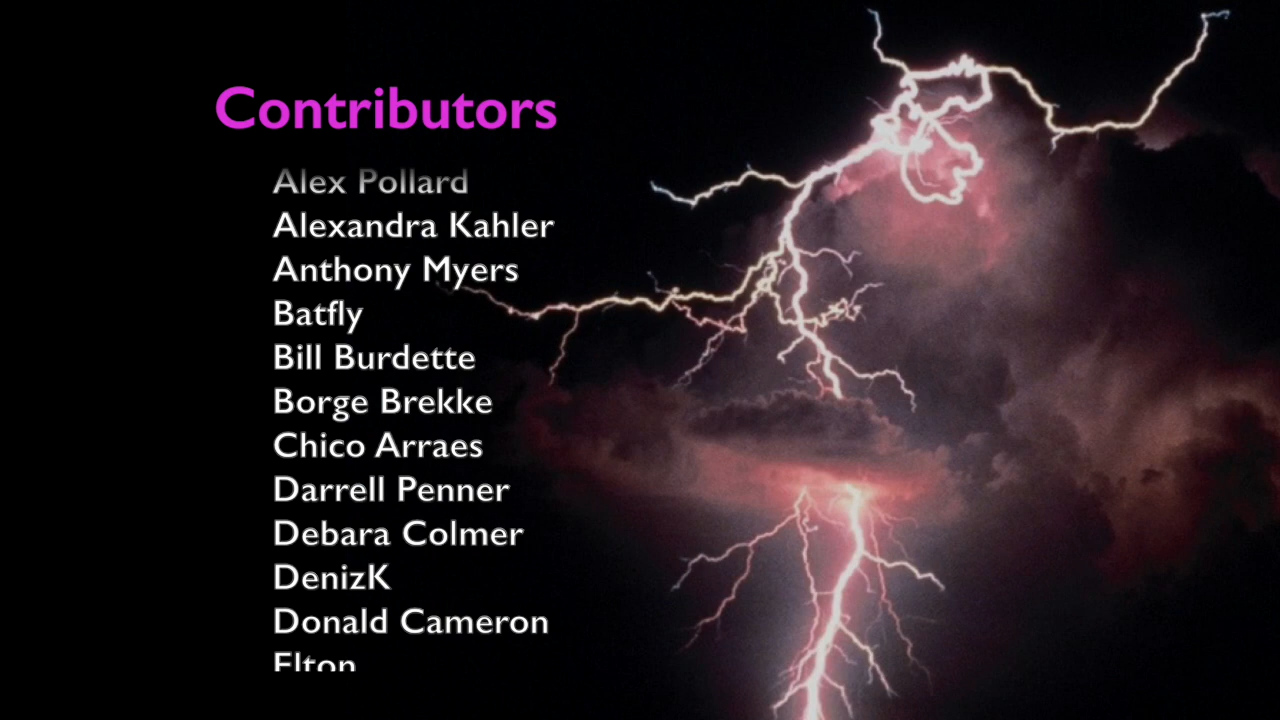 Contributors
Alex Pollard
Alexandra Kahler
Anthony Myers
Batfly
Bill Burdette
Borge Brekke
Chico Arraes
Darrell Penner
Debara Colmer
DenizK
Donald Cameron
Elton